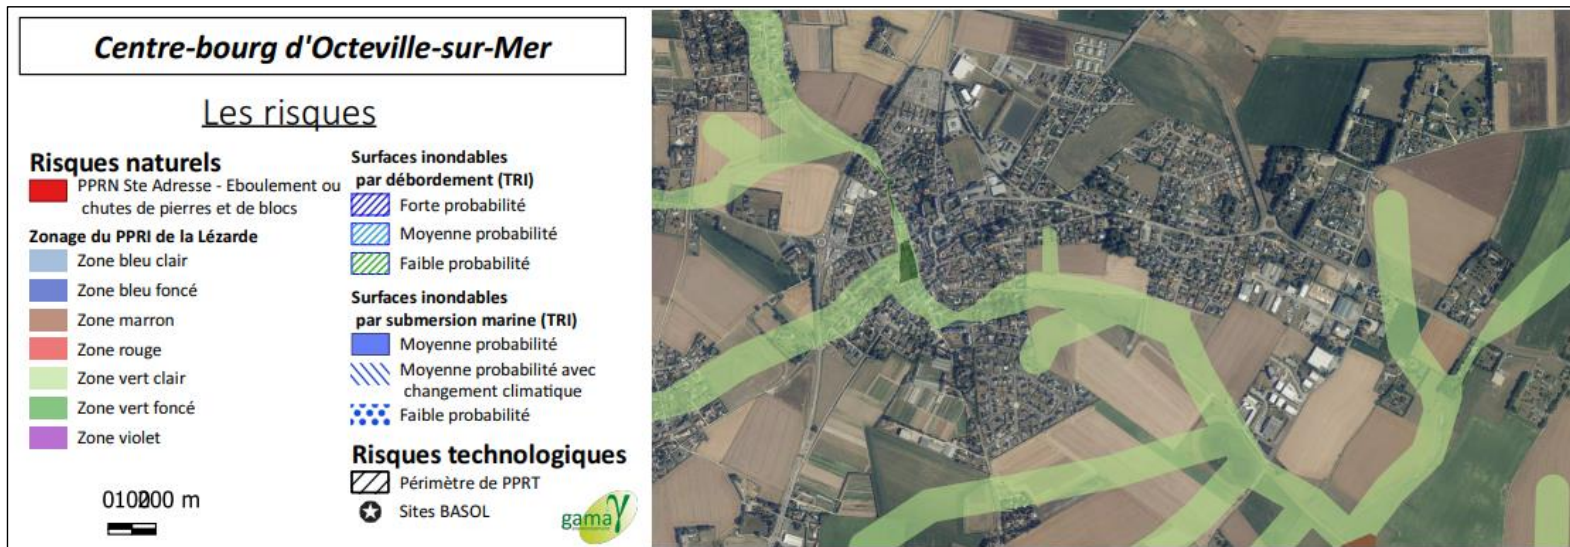 Centre-bourg d'Octeville-sur-Mer
Les risques
Risques naturels
PPRN Ste Adresse - Eboulement ou
chutes de pierres et de blocs
Zonage du PPRI de la Lézarde
Zone bleu clair
Zone bleu foncé
Zone marron
Zone rouge
Zone vert clair
Zone vert foncé
Zone violet
Surfaces inondables
par débordement (TRI)
Forte probabilité
Moyenne probabilité
Faible probabilité
Surfaces inondables
par submersion marine (TRI)
Moyenne probabilité
Moyenne probabilité avec
changement climatique
Faible probabilité
Risques technologiques
Périmètre de PPRT
Sites BASOL
gama